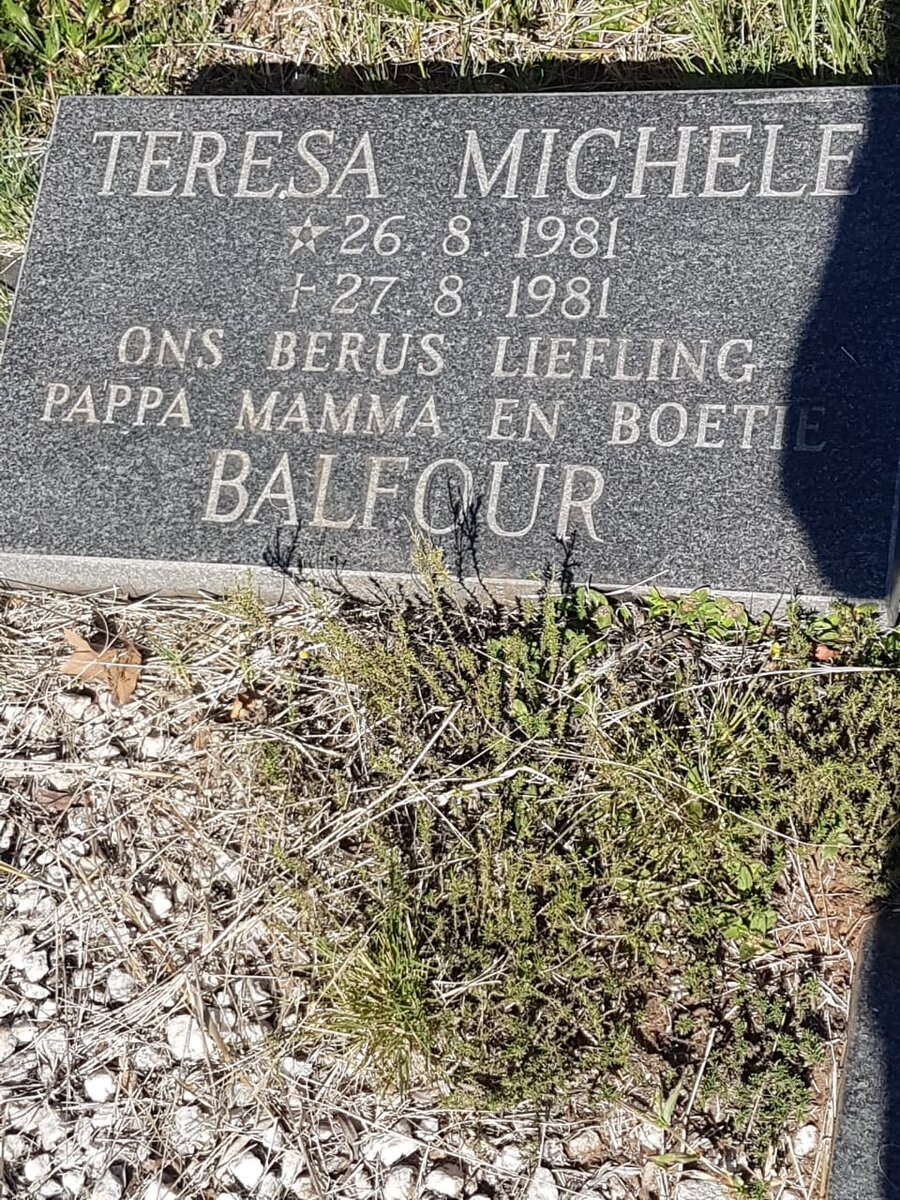 TERESA MICHELE
☆ 26 . 8 . 1981
† 27 . 8 . 1981
ONS BERUS LIEFLING
PAPPA MAMMA EN BOETIE
BALFOUR